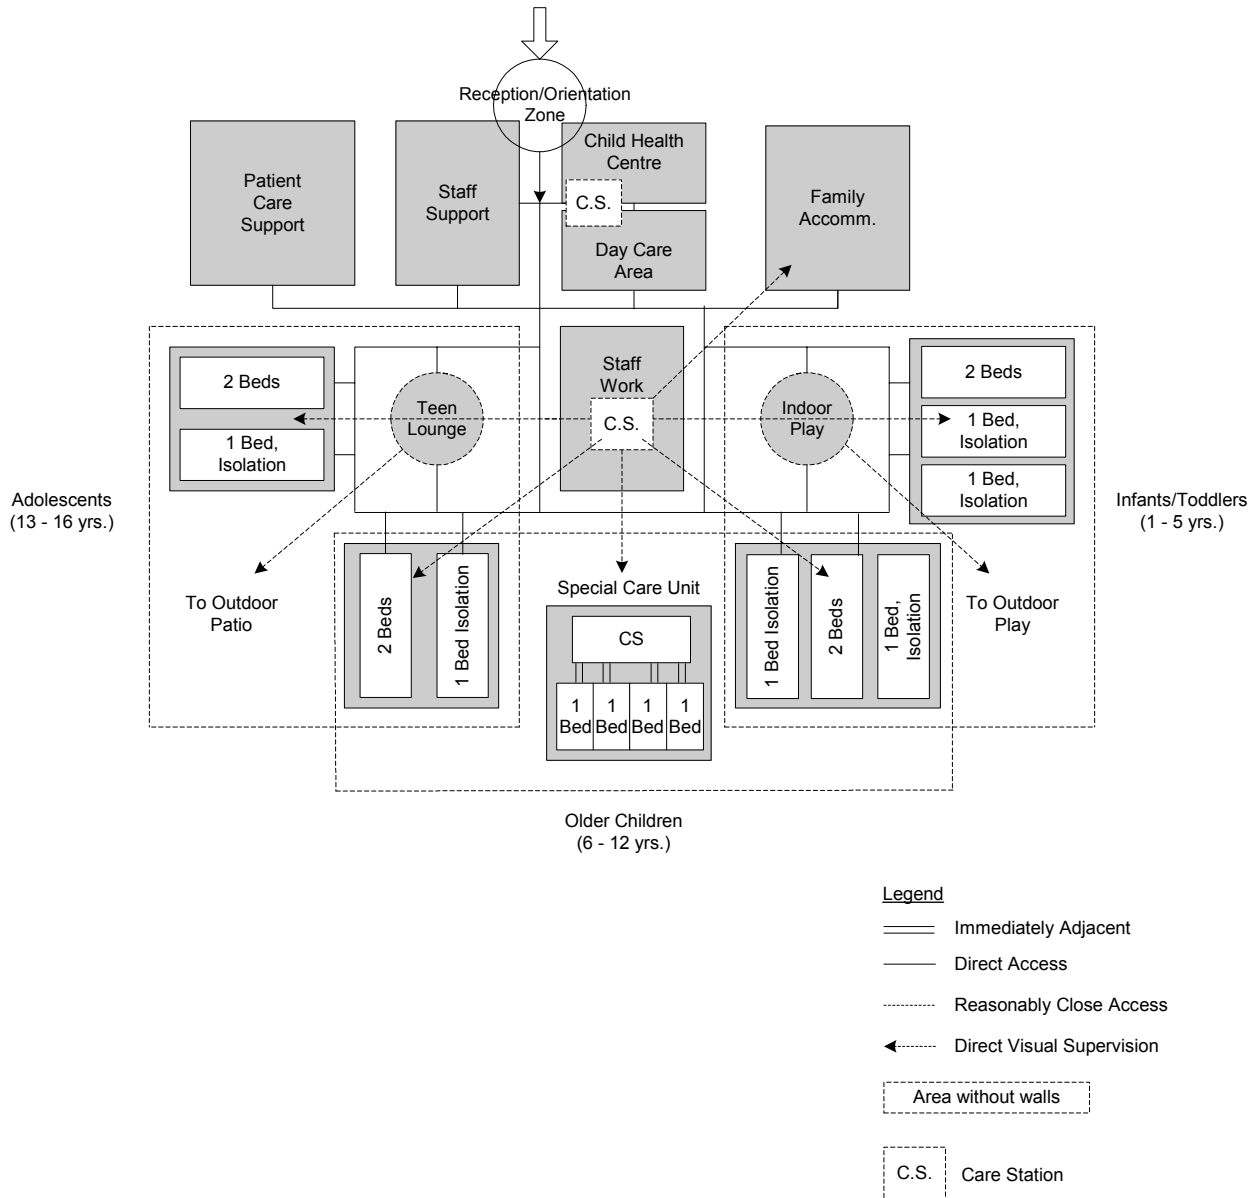 Reception/Orientation
Zone
Patient
Care
Support
Staff
Support
Child Health
Centre
C.S.
Day Care
Area
Family
Accomm.
2 Beds
1 Bed,
Isolation
Teen
Lounge
Staff
Work
C.S.
Indoor
Play
2 Beds
1 Bed,
Isolation
1 Bed,
Isolation
Adolescents
(13 - 16 yrs.)
Infants/Toddlers
(1 - 5 yrs.)
To Outdoor
Patio
2 Beds
1 Bed Isolation
Special Care Unit
CS
1
Bed
1
Bed
1
Bed
1
Bed
1 Bed Isolation
2 Beds
1 Bed,
Isolation
To Outdoor
Play
Older Children
(6 - 12 yrs.)
Legend
Immediately Adjacent
Direct Access
Reasonably Close Access
Direct Visual Supervision
Area without walls
C.S.
Care Station